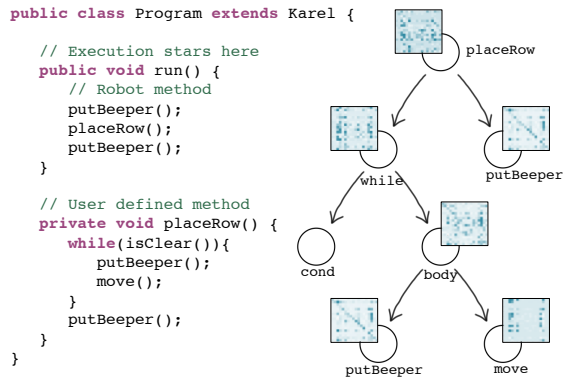 public class Program extends Karel {
// Execution stars here
public void run() {
// Robot method
putBeeper();
placeRow();
putBeeper();
}
// User defined method
private void placeRow() {
while(isClear()){
putBeeper();
move();
}
putBeeper();
}
}
placeRow
while
putBeeper
cond
body
putBeeper
move